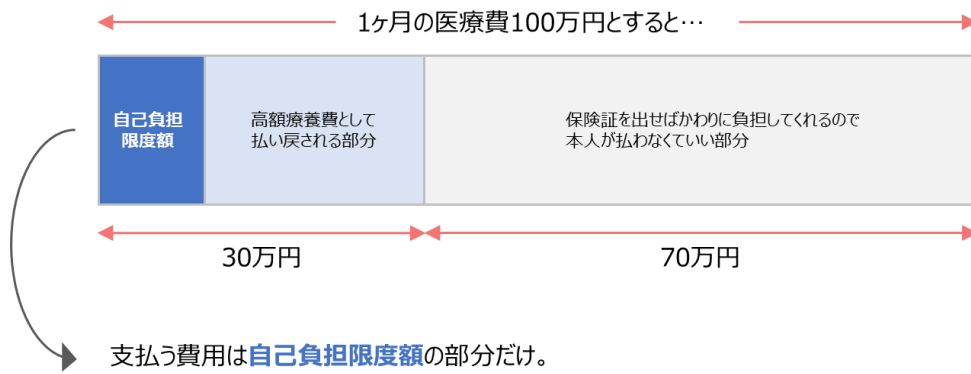 1ヶ月の医療費100万円とすると…
自己負担
限度額
高額療養費として
払い戻される部分
保険証を出せばかわりに負担してくれるので
本人が払わなくていい部分
30万円
70万円
支払う費用は自己負担限度額の部分だけ。